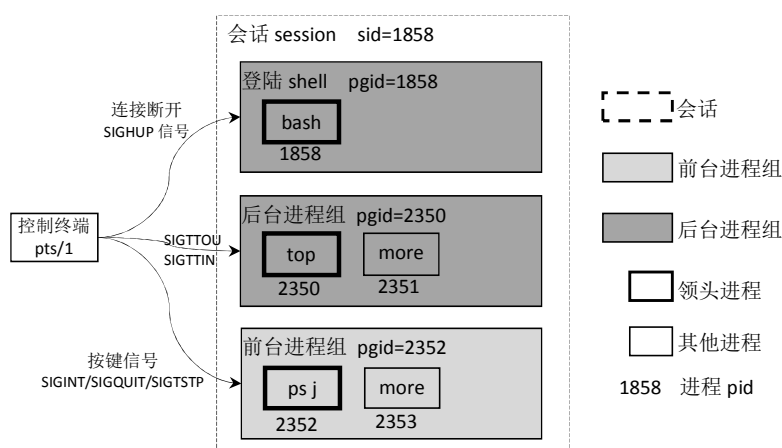 会话 session sid=1858
登陆 shell pgid=1858
bash
1858
连接断开
SIGHUP 信号
后台进程组 pgid=2350
控制终端
pts/1
SIGTTOU
SIGTTIN
top
more
2350
2351
前台进程组 pgid=2352
按键信号
SIGINT/SIGQUIT/SIGTSTP
ps j
more
2352
2353
会话
前台进程组
后台进程组
领头进程
其他进程
1858 进程 pid